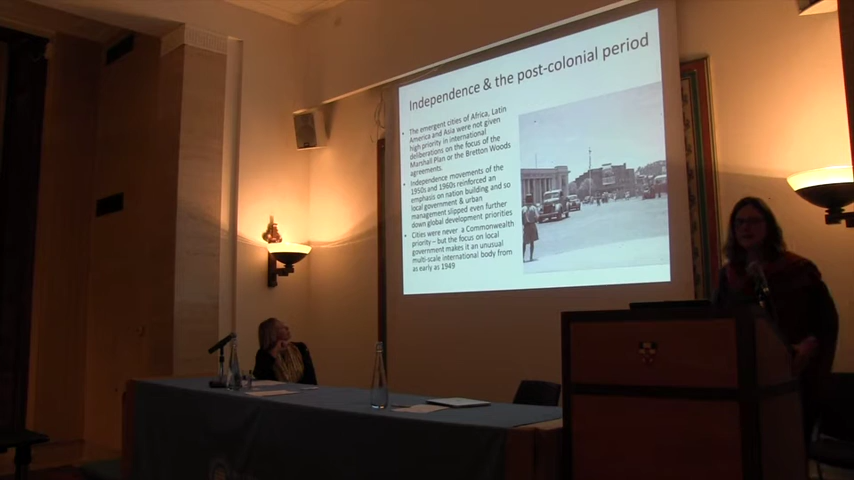 Independence & the post-colonial period
• The emergent cities of Africa, Latin
America and Asia were not given
high priority in international
deliberations on the focus of the
Marshall Plan or the Bretton Woods
agreements.
• Independence movements of the
1950s and 1960s reinforced an
emphasis on nation building and so
local government & urban
management slipped even further
down global development priorities
• Cities were never a Commonwealth
priority – but the focus on local
government makes it an unusual
multi-scale international body from
as early as 1949